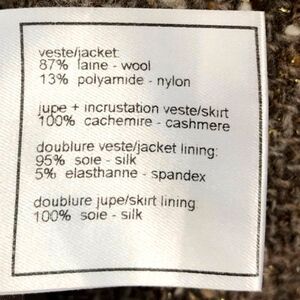 veste/jacket:
87% laine - wool
13% polyamide - nylon
jupe + incrustation veste/skirt
100% cachemire - cashmere
doublure veste/jacket lining:
95% soie - silk
5% elasthanne - spandex
doublure jupe/skirt lining
100% soie - silk